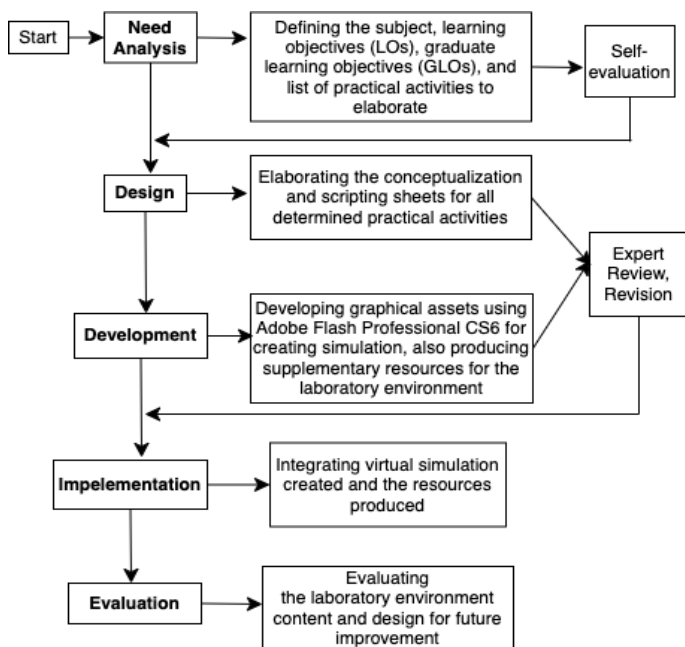 Start
Need
Analysis
Defining the subject, learning
objectives (LOs), graduate
learning objectives (GLOs), and
list of practical activities to
elaborate
Self-
evaluation
Design
Elaborating the conceptualization
and scripting sheets for all
determined practical activities
Expert
Review,
Revision
Development
Developing graphical assets using
Adobe Flash Professional CS6 for
creating simulation, also producing
supplementary resources for the
laboratory environment
Impelementation
Integrating virtual simulation
created and the resources
produced
Evaluation
Evaluating
the laboratory environment
content and design for future
improvement